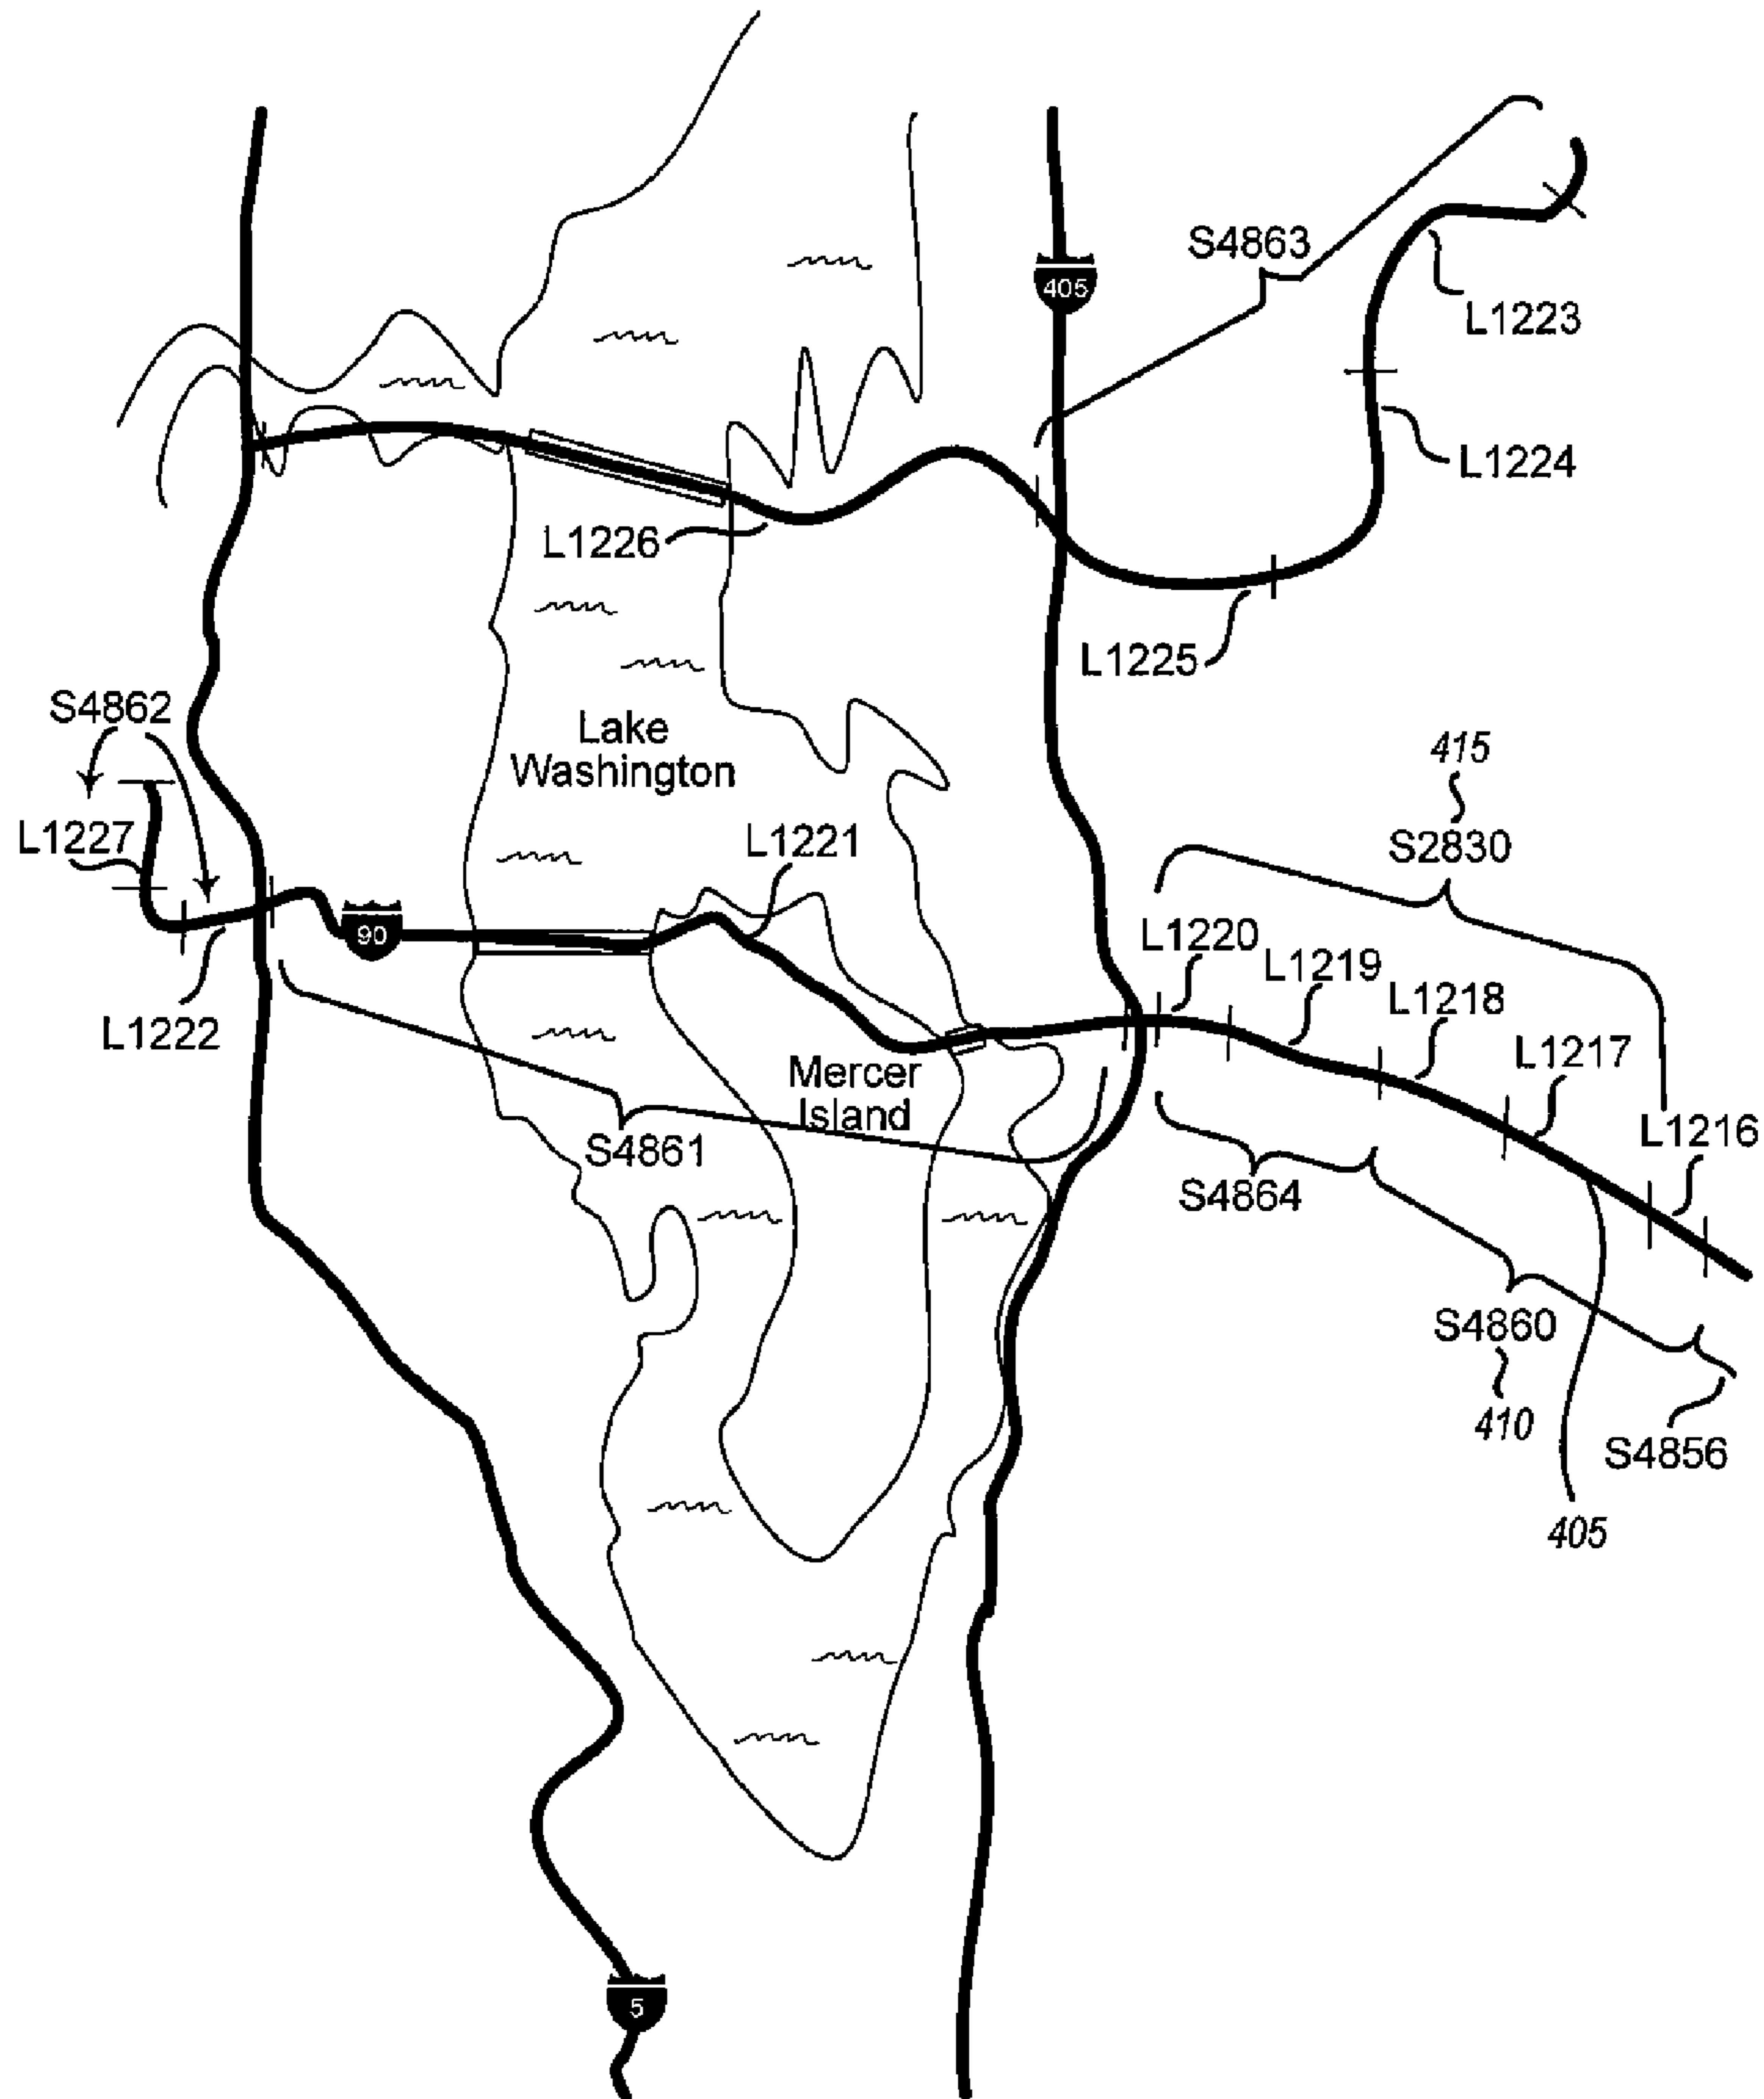 S4863
405
L1223
L1224
L1226
L1225
S4862
Lake
Washington
415
S2830
L1227
L1221
90
L1220
L1219
L1218
L1222
L1217
Mercer
Island
L1216
S4861
S4864
S4860
410
S4856
405
5